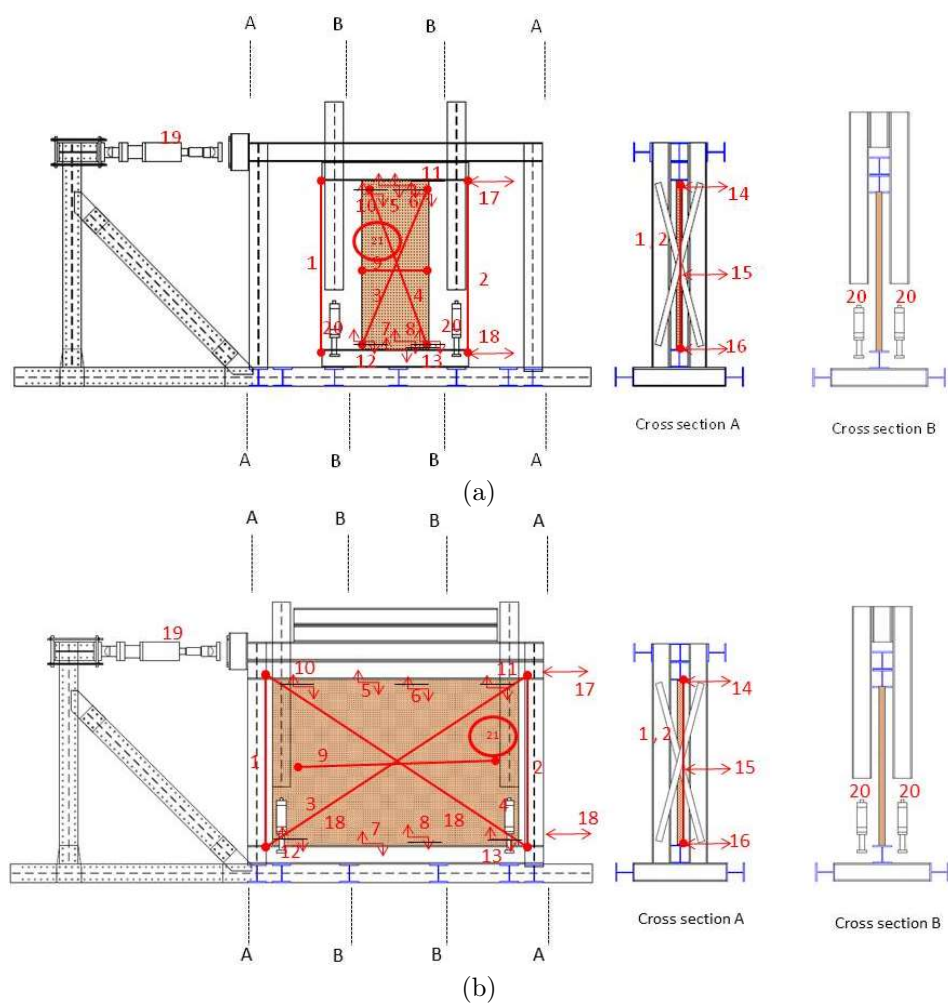 A B B A
19 11
10 5 6 17
21
1 9 2
3 4
20 7 8 20 18
12 13
A B B A
14
1,2
15
16
Cross section A
20 20
Cross section B
(a)
A B B A
19 10 11
5 6 17
21
1 9 2
3 4
18 7 8 18 18
12 13
A B B A
14
1,2
15
16
Cross section A
20 20
Cross section B
(b)